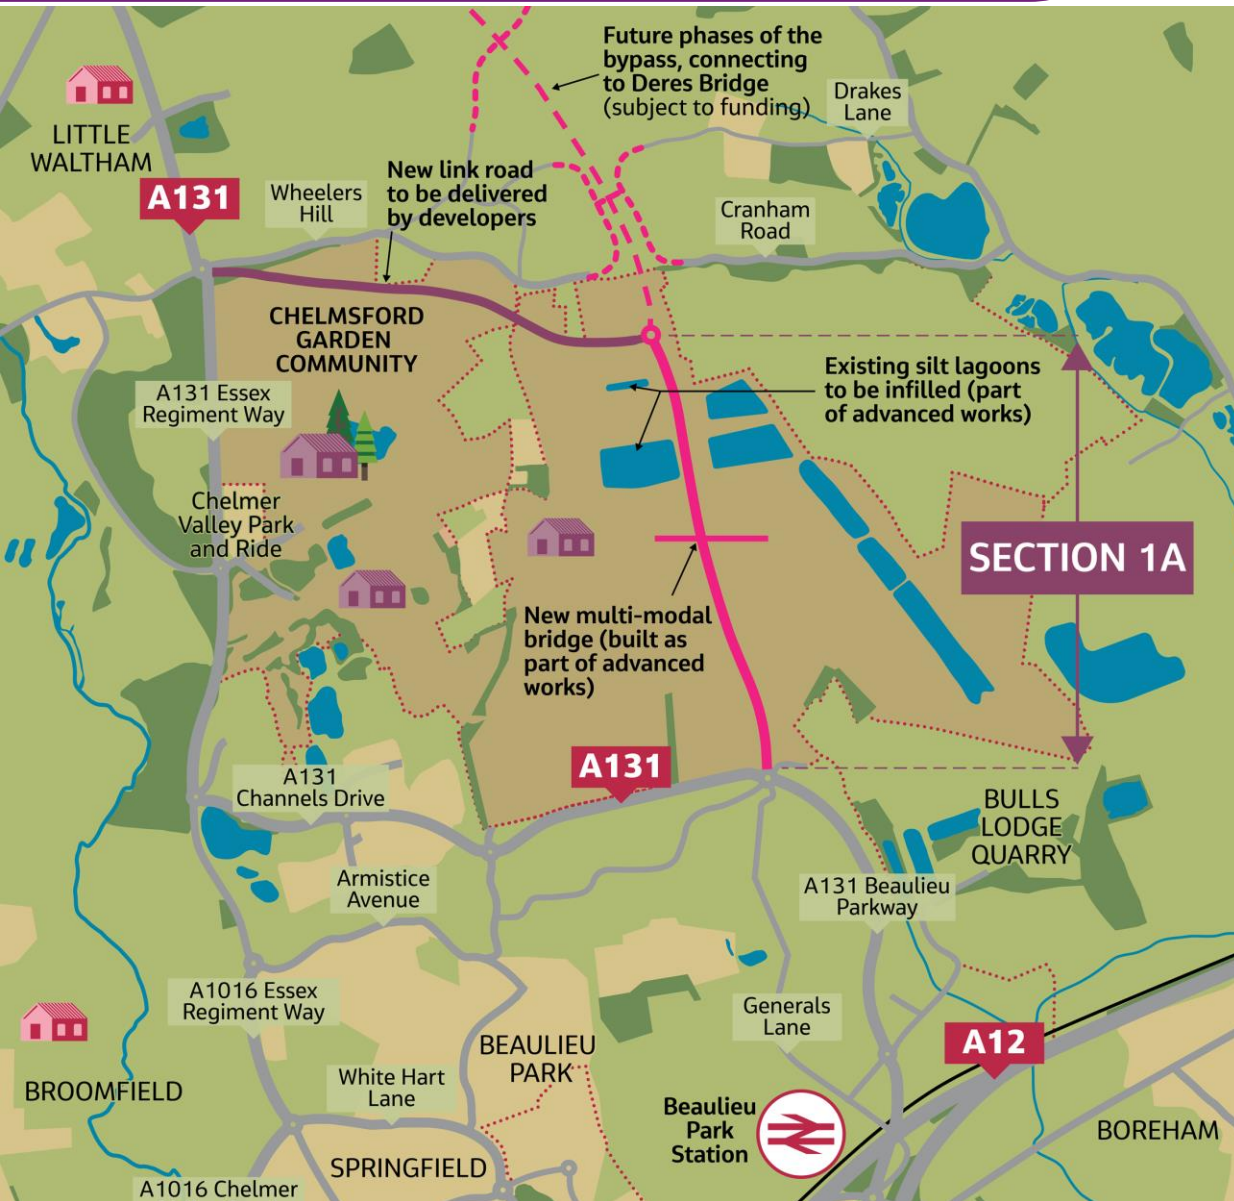 Future phases of the
bypass, connecting
to Deres Bridge
(subject to funding)
Drakes
Lane
LITTLE
WALTHAM
A131
Wheelers
Hill
New link road
to be delivered
by developers
Cranham
Road
CHELMSFORD
GARDEN
COMMUNITY
A131 Essex
Regiment Way
Existing silt lagoons
to be infilled (part
of advanced works)
Chelmer
Valley Park
and Ride
SECTION 1A
New multi-modal
bridge (built as
part of advanced
works)
A131
A131
Channels Drive
BULLS
LODGE
QUARRY
Armistice
Avenue
A131 Beaulieu
Parkway
A1016 Essex
Regiment Way
Generals
Lane
BEAULIEU
PARK
A12
BROOMFIELD
White Hart
Lane
Beaulieu
Park
Station
BOREHAM
SPRINGFIELD
A1016 Chelmer